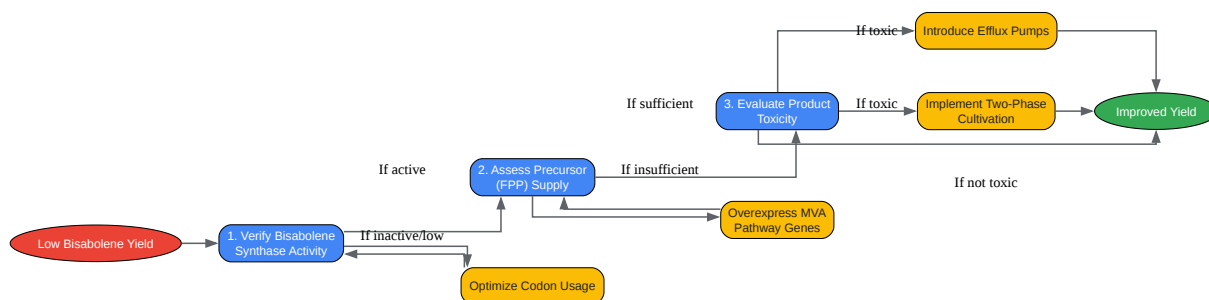 If toxic
Introduce Efflux Pumps
If sufficient
3. Evaluate Product
Toxicity
If toxic
Implement Two-Phase
Cultivation
Improved Yield
If active
2. Assess Precursor
(FPP) Supply
If insufficient
If not toxic
Overexpress MVA
Pathway Genes
Low Bisabolene Yield
1. Verify Bisabolene
Synthase Activity
If inactive/low
Optimize Codon Usage